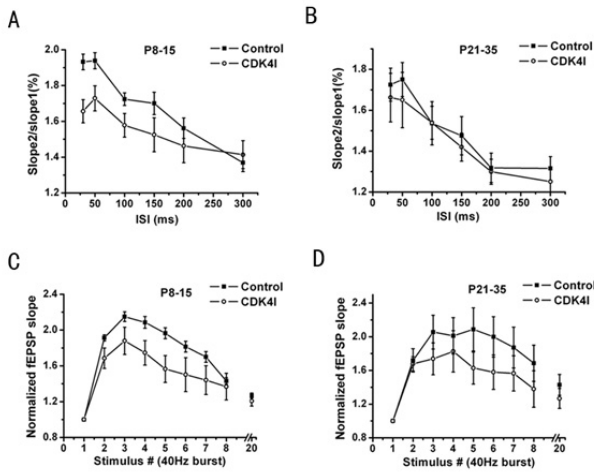 A
P8-15
Control
CDK4I
Slope2/slope1(%)
2.0
1.8
1.6
1.4
1.2
0 50 100 150 200 250 300
ISI (ms)
B
P21-35
Control
CDK4I
Slope2/slope1(%)
2.0
1.8
1.6
1.4
1.2
0 50 100 150 200 250 300
ISI (ms)
C
P8-15
Control
CDK4I
Normalized fEPSP slope
2.4
2.0
1.6
1.2
0.8
1 2 3 4 5 6 7 8 20
Stimulus # (40Hz burst)
D
P21-35
Control
CDK4I
Normalized fEPSP slope
2.4
2.0
1.6
1.2
0.8
1 2 3 4 5 6 7 8 20
Stimulus # (40Hz burst)